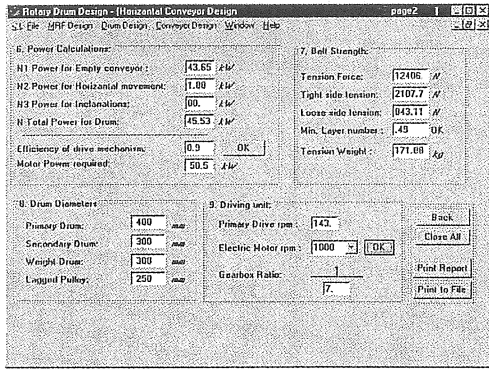 Rotary Drum Design - [Horizontal Conveyor Design page2
File MRF Design Drum Design Conveyor Design Window Help
6. Power Calculations:
N1 Power for Empty conveyor : 43.65 kW
N2 Power for Horizantal movement: 1.88 kW
N3 Power for Inclanations: 00. kW
N-Total Power for Drum: 45.53 kW
Efficiency of drive mechanism: 0.9 OK
Motor Power required: 50.5 kW
7. Belt Strength:
Tension Force: 12406. N
Tight side tension: 2107.7 N
Loose side tension: 843.11 N
Min. Layer number : .49 OK
Tension Weight : 171.88 kg
8. Drum Diameters
Primary Drum: 400 mm
Secondary Drum: 300 mm
Weight Drum: 300 mm
Lagged Pulley: 250 mm
9. Driving unit:
Primary Drive rpm : 143.
Electric Motor rpm : 1000 OK
Gearbox Ratio: 1
7.
Back
Close All
Print Report
Print to File